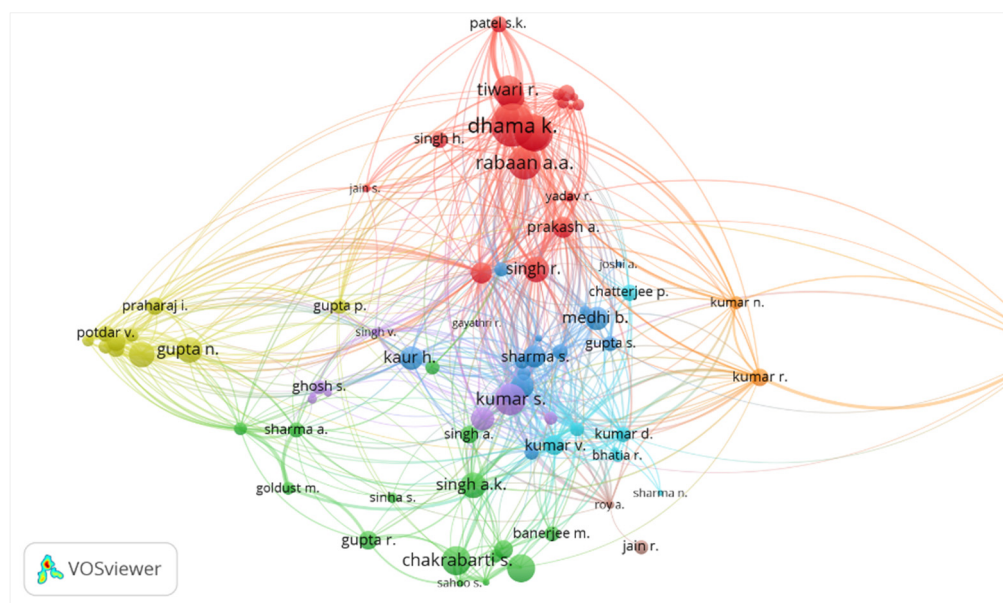 patel s.k.
tiwari r.
dhama k.
singh h.
rabaan a.a.
jain s.
yadav r.
prakash a.
singh r.
joshi a.
chatterjee p.
kumar n.
praharaj i.
gupta p.
medhi b.
gayathri r.
singh v.
potdar v.
gupta n.
kaur h.
sharma s.
gupta s.
kumar r.
ghosh s.
kumar s.
sharma a.
singh a.
kumar d.
kumar v.
bhatia r.
goldust m.
singh a.k.
sinha s.
sharma n.
roy a.
gupta r.
banerjee m.
jain r.
chakrabarti s.
sahoo s.
VOSviewer